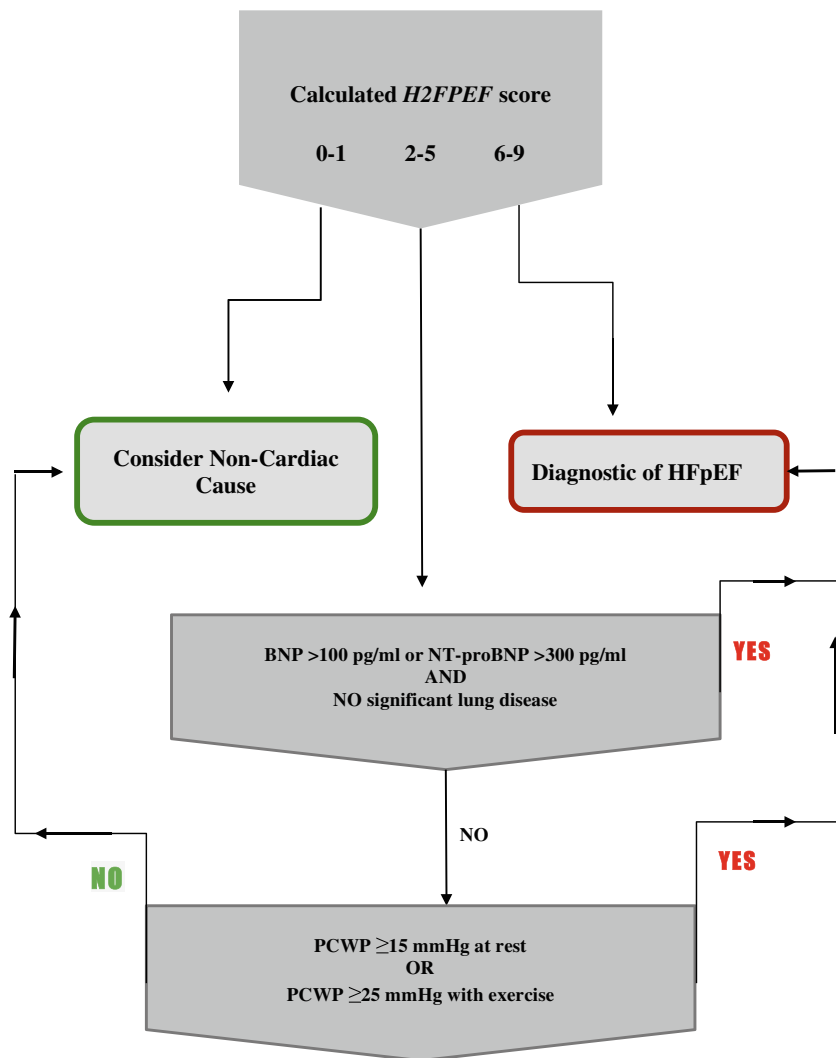 Calculated H2FPEF score
0-1 2-5 6-9
Consider Non-Cardiac
Cause
Diagnostic of HFpEF
BNP >100 pg/ml or NT-proBNP >300 pg/ml
AND
NO significant lung disease
YES
NO
NO
YES
PCWP ≥15 mmHg at rest
OR
PCWP ≥25 mmHg with exercise